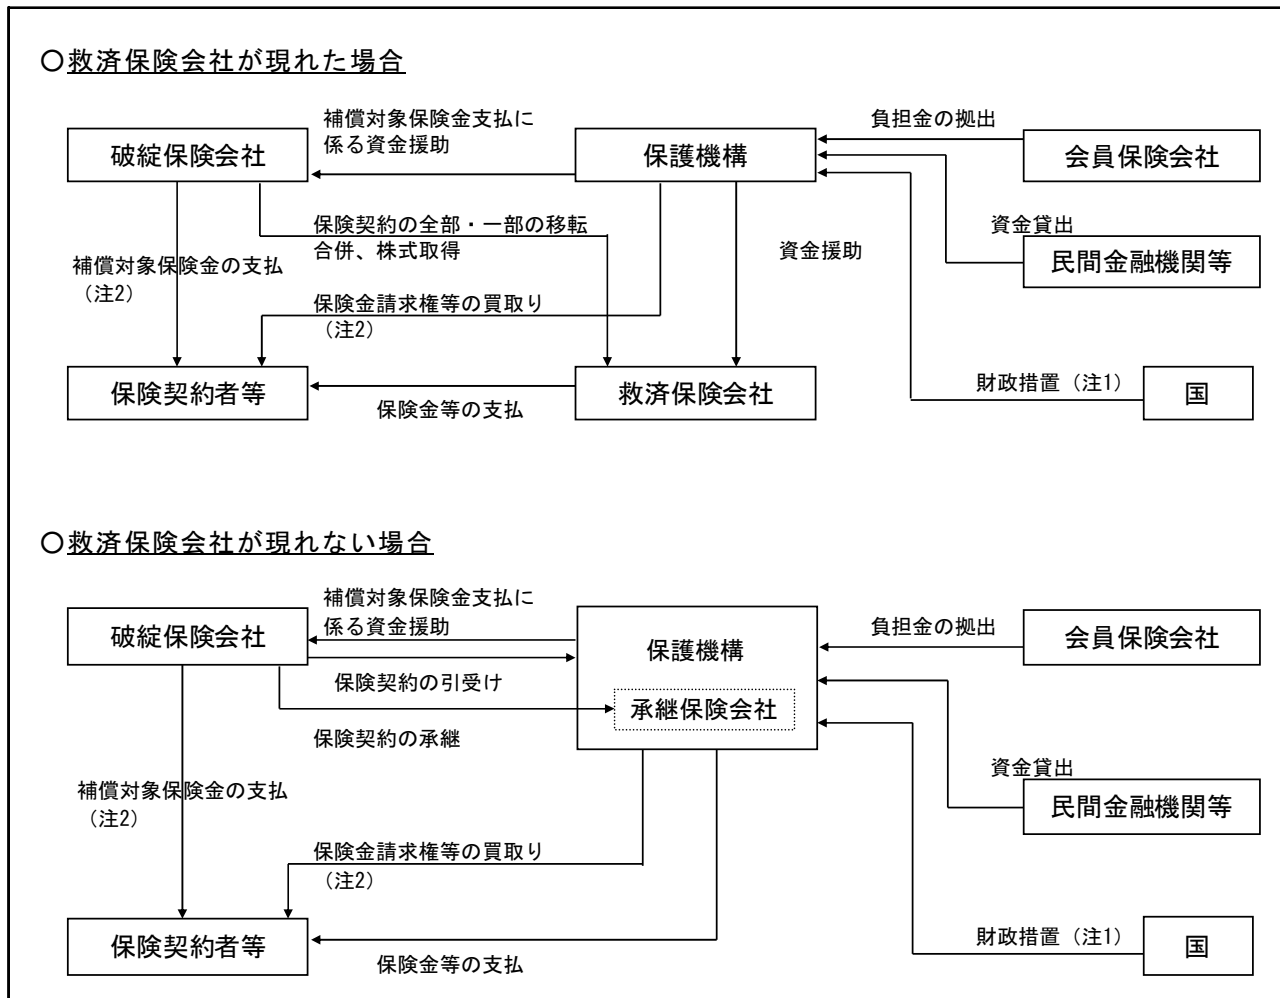 ○救済保険会社が現れた場合
補償対象保険金支払に
係る資金援助
負担金の拠出
破綻保険会社
保護機構
会員保険会社
保険契約の全部・一部の移転
合併、株式取得
資金援助
資金貸出
民間金融機関等
補償対象保険金の支払
（注2）
保険金請求権等の買取り
（注2）
保険契約者等
保険金等の支払
救済保険会社
財政措置（注1）
国
○救済保険会社が現れない場合
補償対象保険金支払に
係る資金援助
負担金の拠出
破綻保険会社
保護機構
会員保険会社
保険契約の引受け
承継保険会社
保険契約の承継
資金貸出
民間金融機関等
補償対象保険金の支払
（注2）
保険金請求権等の買取り
（注2）
保険契約者等
保険金等の支払
財政措置（注1）
国